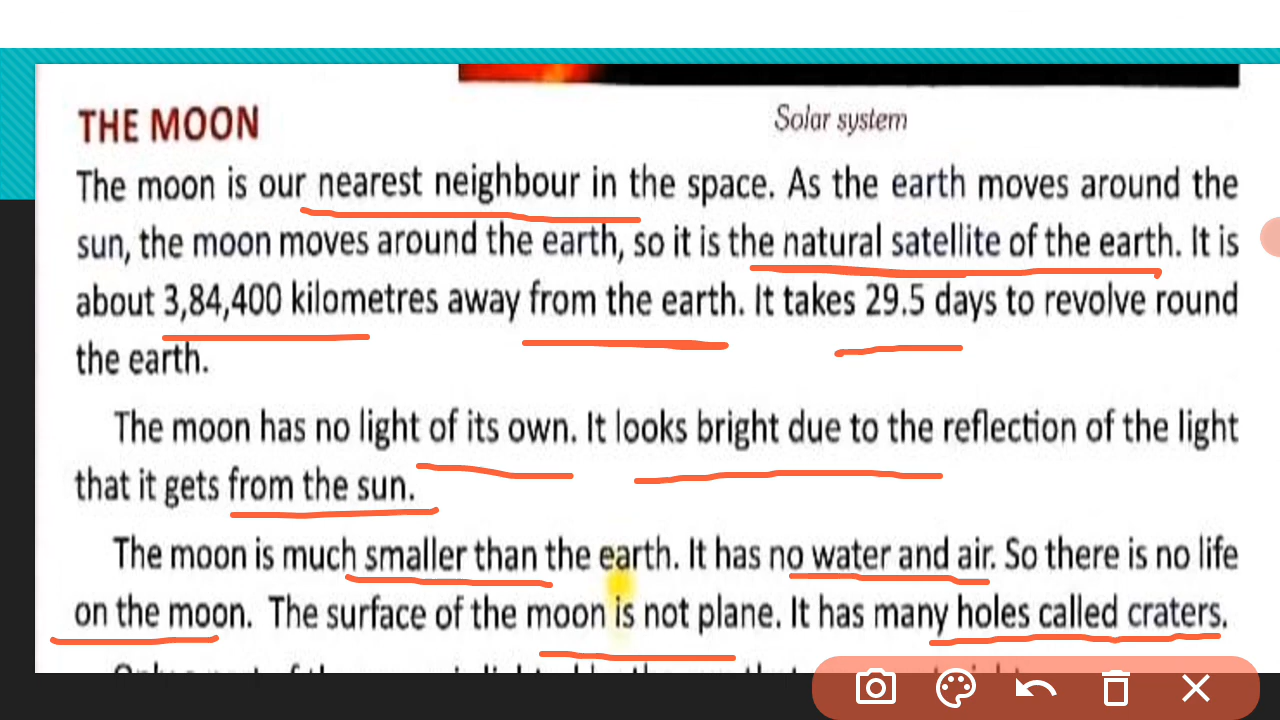 Solar system
THE MOON
The moon is our nearest neighbour in the space. As the earth moves around the
sun, the moon moves around the earth, so it is the natural satellite of the earth. It is
about 3,84,400 kilometres away from the earth. It takes 29.5 days to revolve round
the earth.
The moon has no light of its own. It looks bright due to the reflection of the light
that it gets from the sun.
The moon is much smaller than the earth. It has no water and air. So there is no life
on the moon. The surface of the moon is not plane. It has many holes called craters.